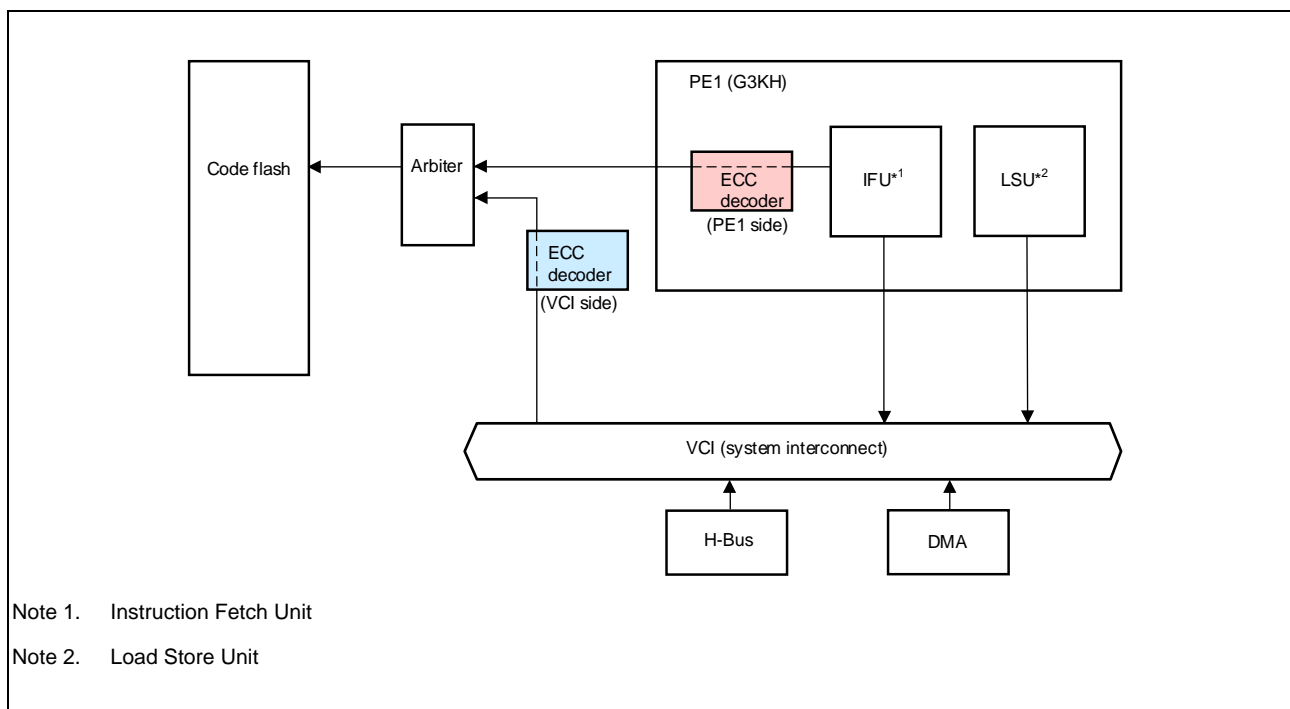 PE1 (G3KH)
Code flash
Arbiter
ECC
decoder
(PE1 side)
IFU*1
LSU*2
ECC
decoder
(VCI side)
VCI (system interconnect)
H-Bus
DMA
Note 1. Instruction Fetch Unit
Note 2. Load Store Unit